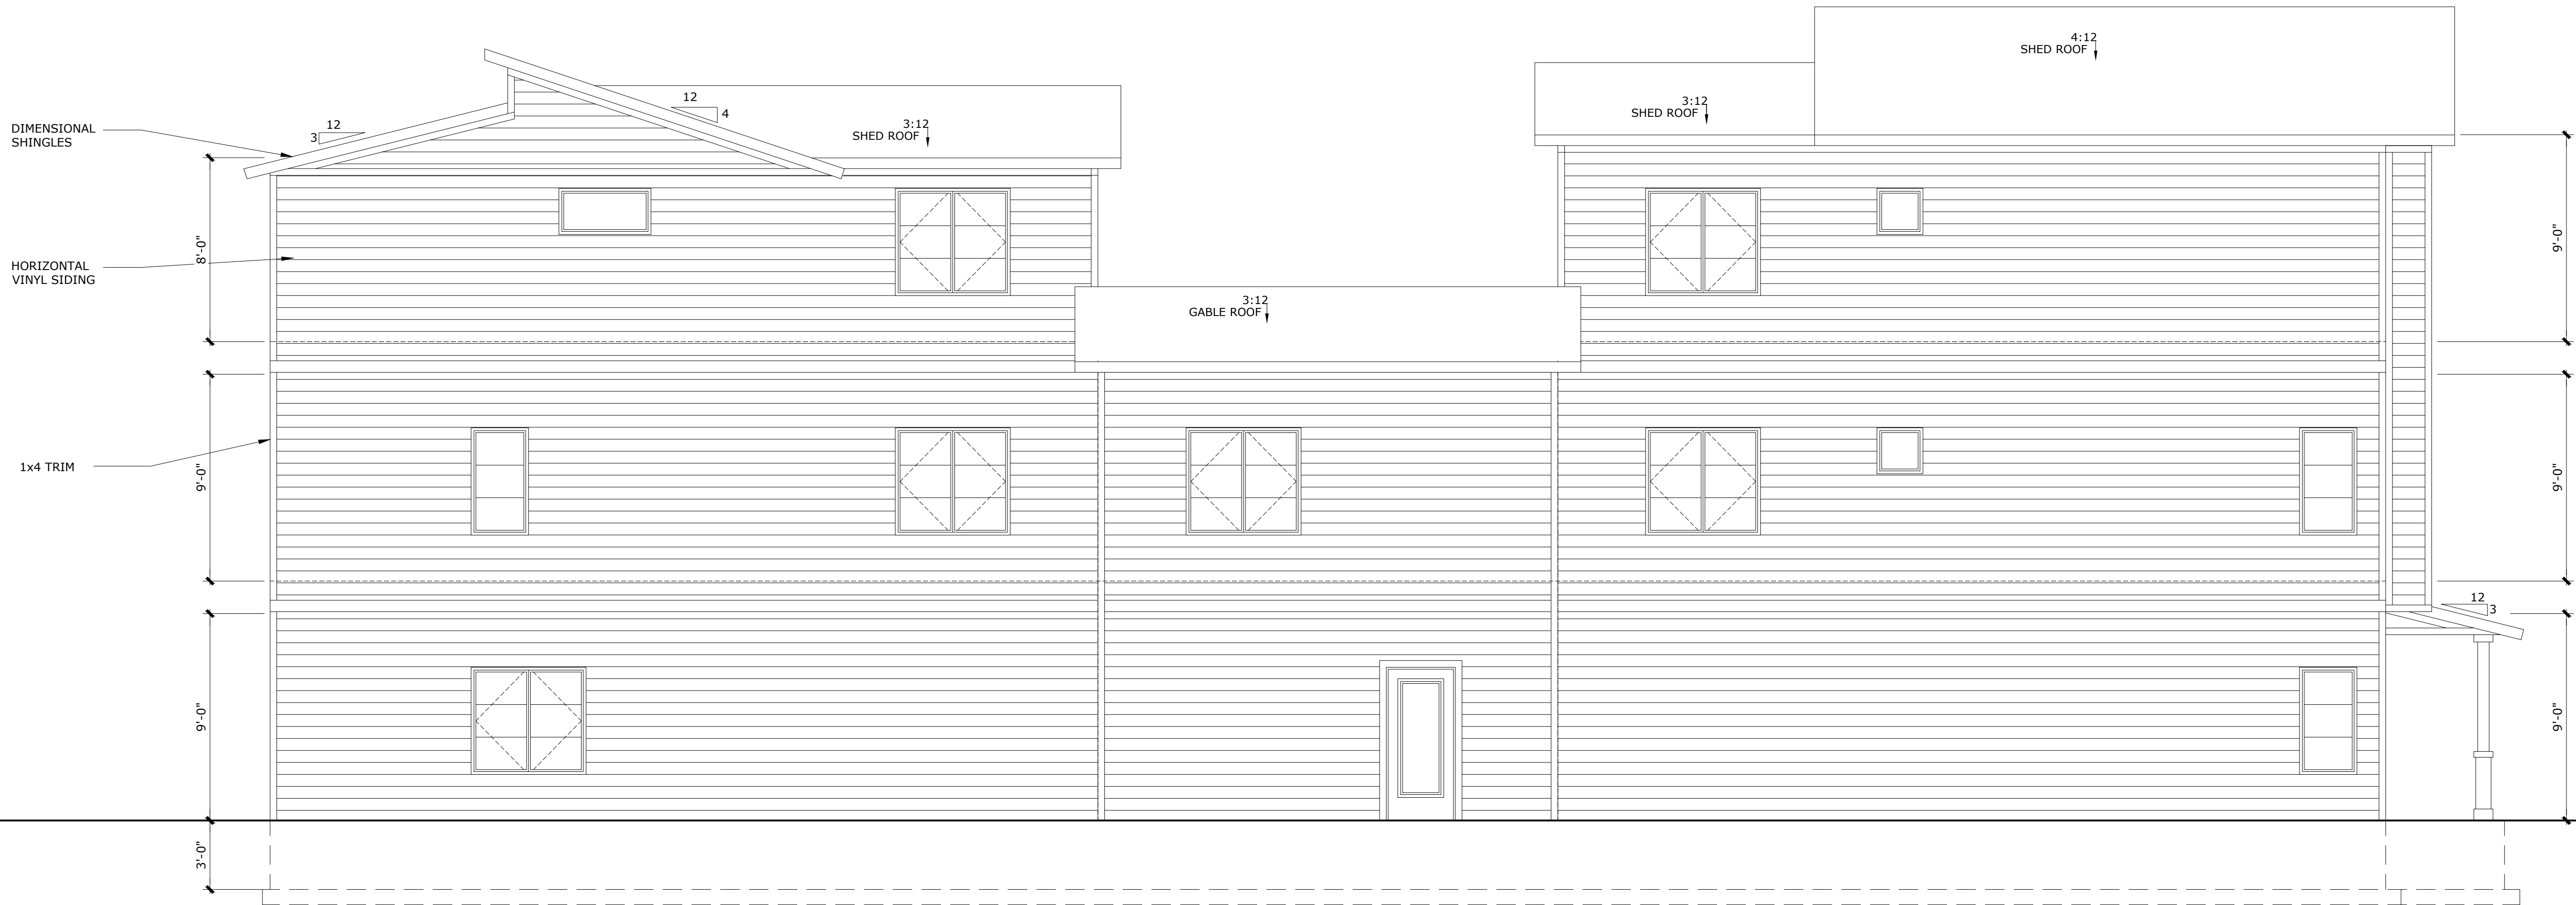 4:12
SHED ROOF
12
4
3:12
SHED ROOF
3:12
SHED ROOF
DIMENSIONAL
SHINGLES
12
3
8'-0"
9'-0"
HORIZONTAL
VINYL SIDING
3:12
GABLE ROOF
1x4 TRIM
9'-0"
9'-0"
12
3
9'-0"
9'-0"
3'-0"